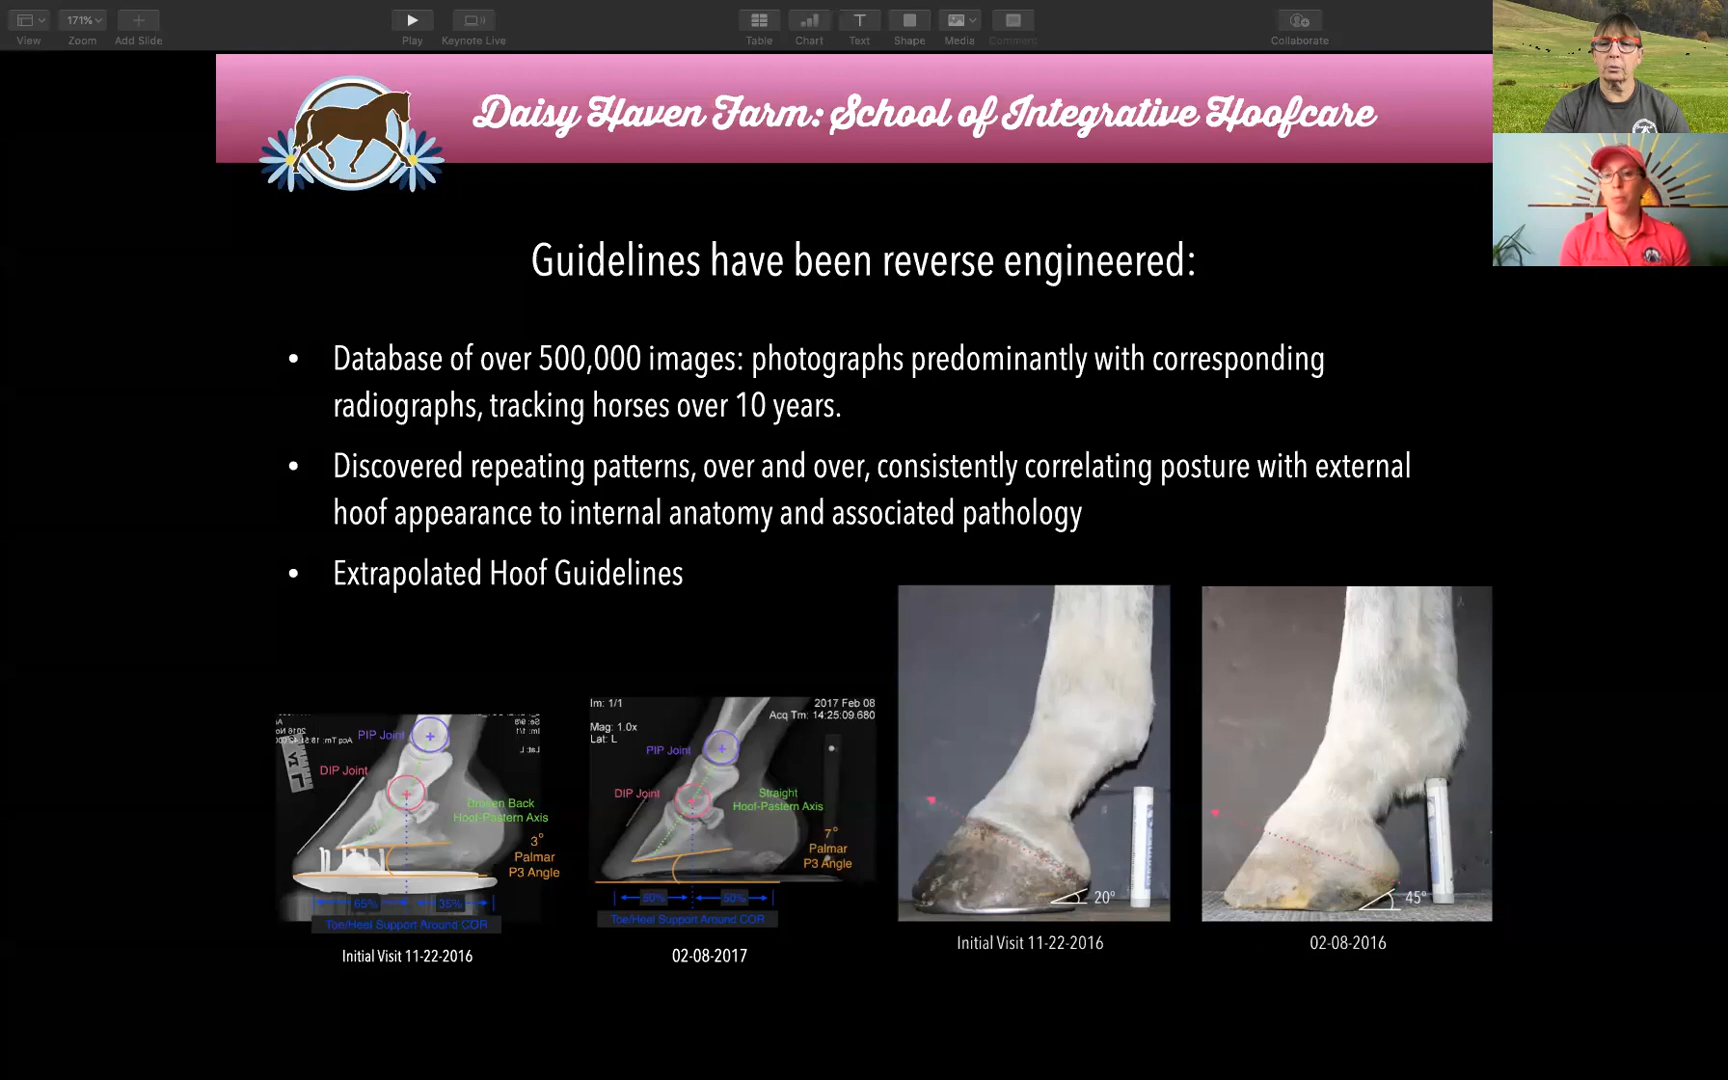 View
Zoom
Add Slide
Play
Keynote Live
Table
Chart
Text
Shape
Media
Comment
Collaborate
171%
Daisy Haven Farm: School of Integrative Hoofcare
Guidelines have been reverse engineered:
• Database of over 500,000 images: photographs predominantly with corresponding
radiographs, tracking horses over 10 years.
• Discovered repeating patterns, over and over, consistently correlating posture with external
hoof appearance to internal anatomy and associated pathology
• Extrapolated Hoof Guidelines
PIP Joint
DIP Joint
Broken Back
Hoof-Pastern Axis
3°
Palmar
P3 Angle
65%
35%
Toe/Heel Support Around COR
Initial Visit 11-22-2016
Im: 1/1
2017 Feb 08
Acq Tm: 14:25:09.680
Mag: 1.0x
Lat: L
PIP Joint
DIP Joint
Straight
Hoof-Pastern Axis
7°
Palmar
P3 Angle
50%
50%
Toe/Heel Support Around COR
02-08-2017
20°
Initial Visit 11-22-2016
45°
02-08-2016